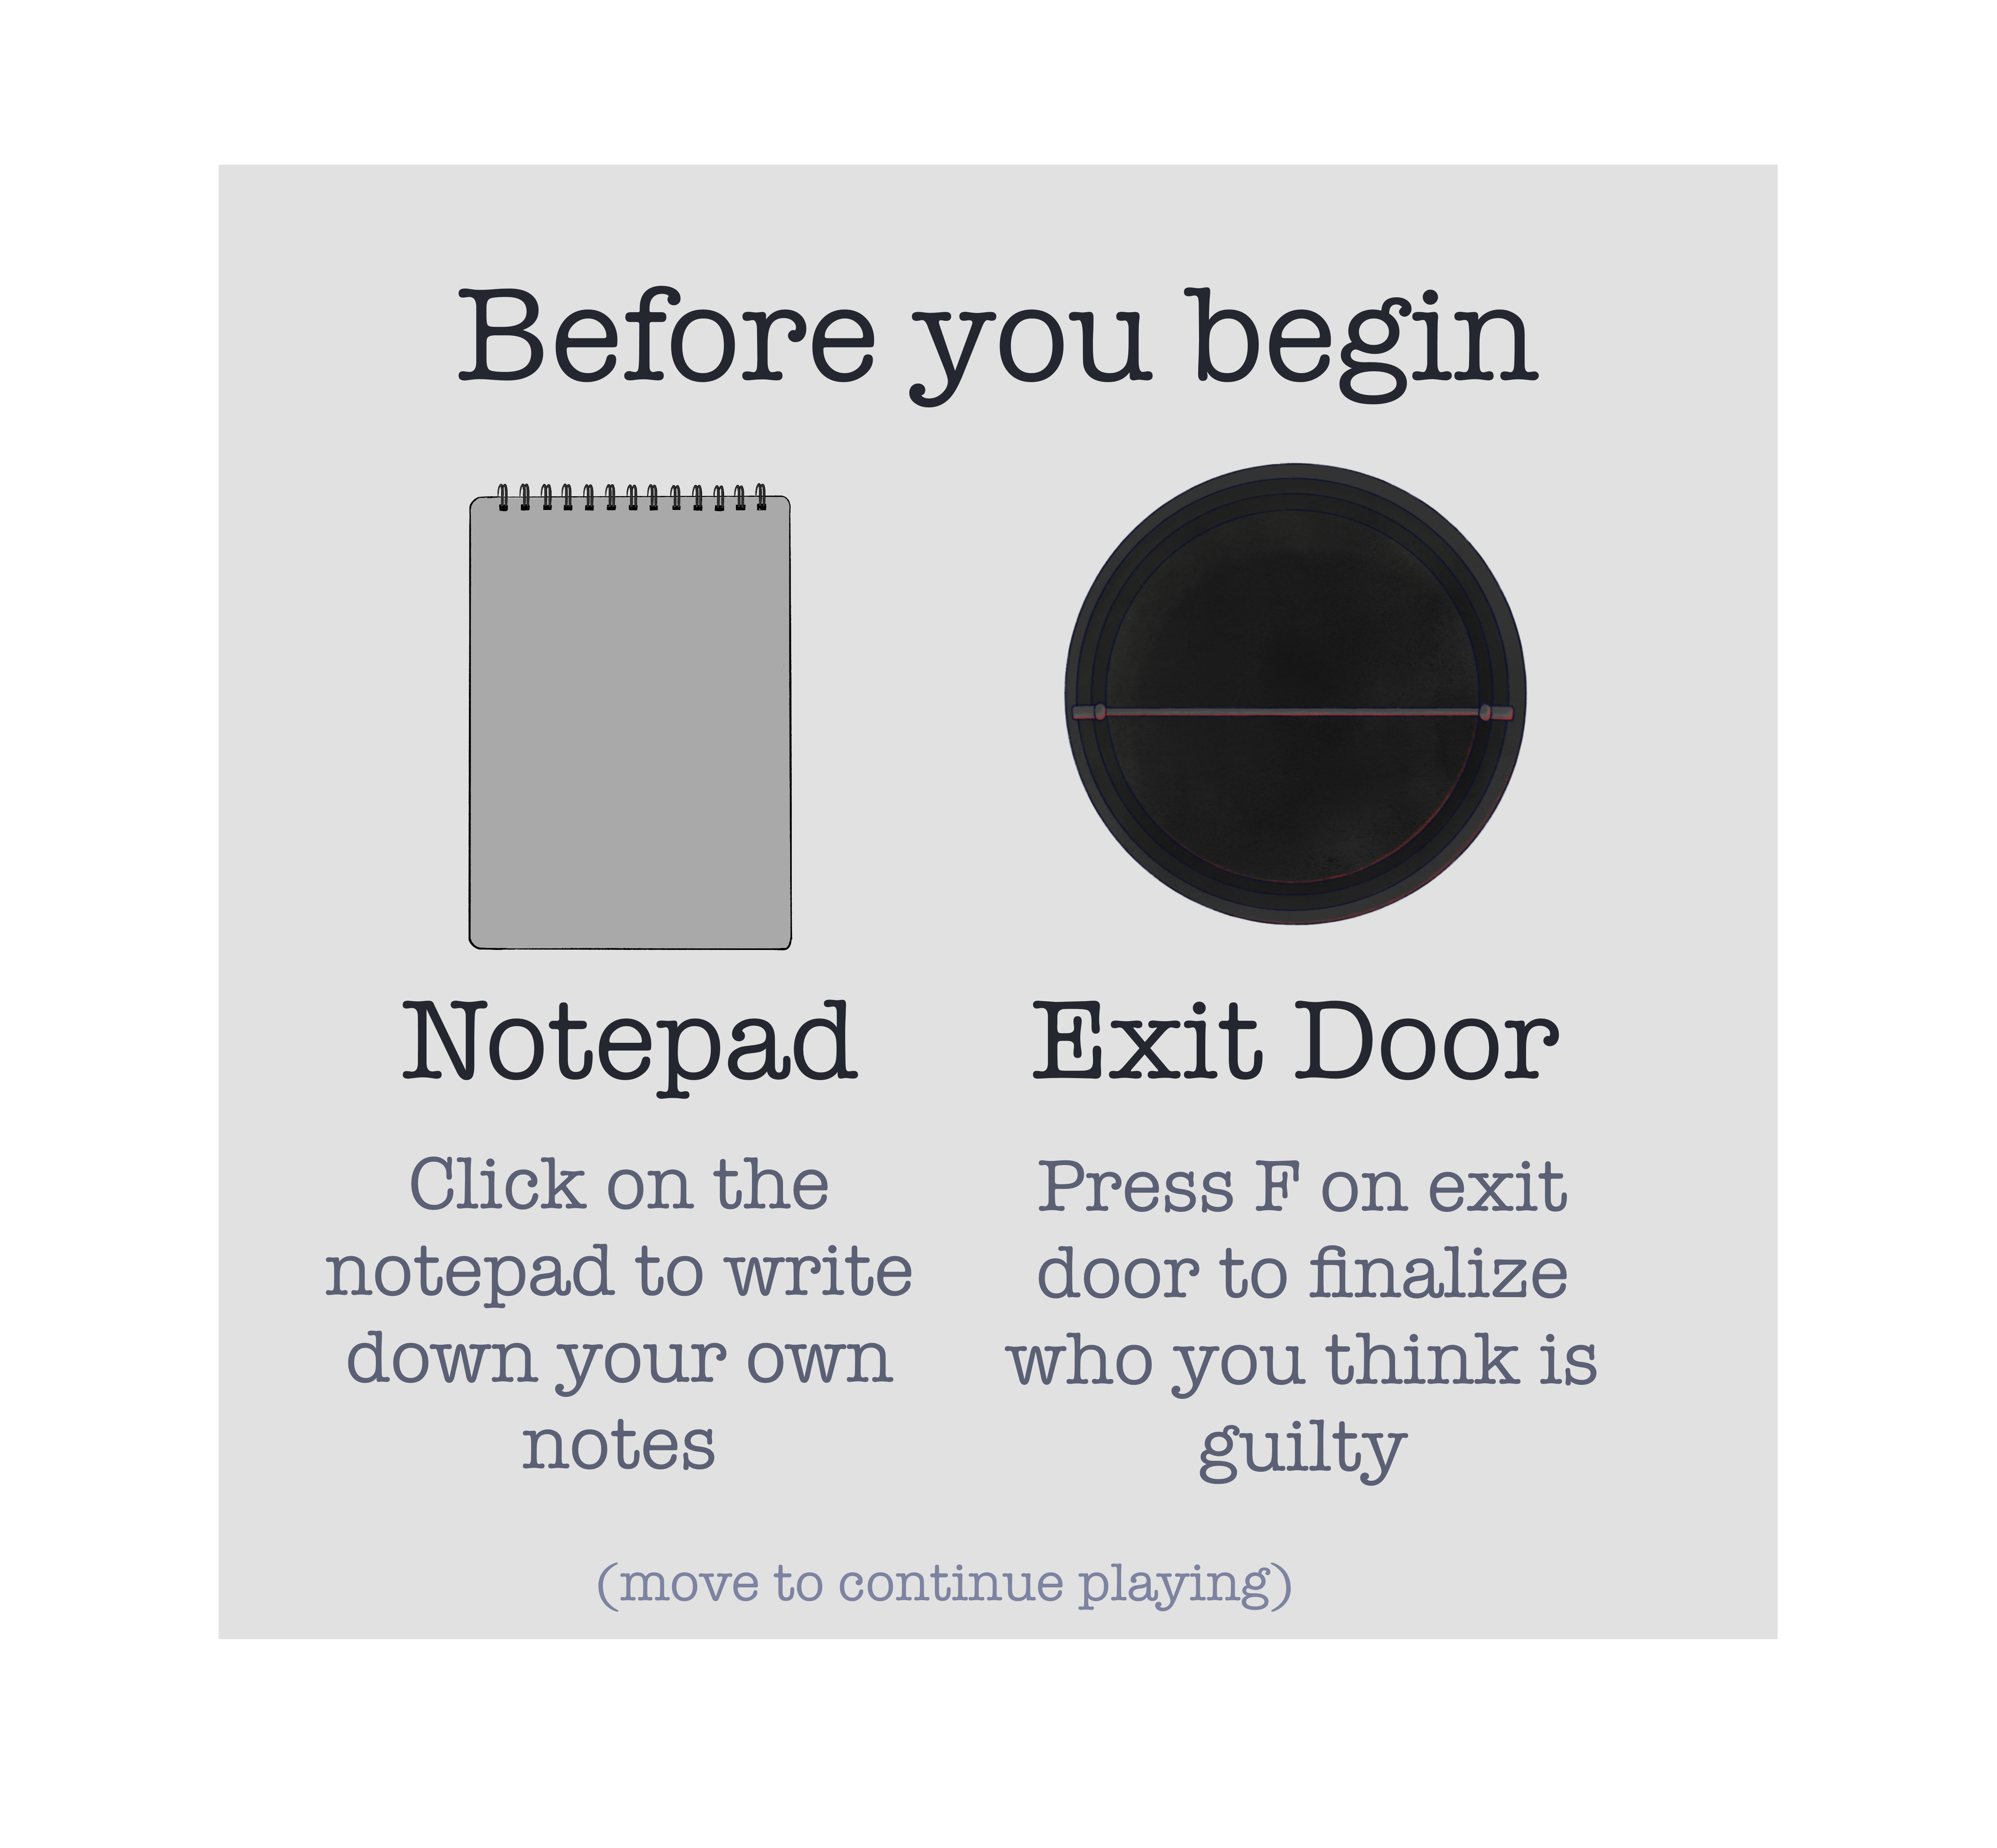 Before you begin
Notepad
Click on the
notepad to write
down your own
notes
Exit Door
Press F on exit
door to finalize
who you think is
guilty
(move to continue playing)